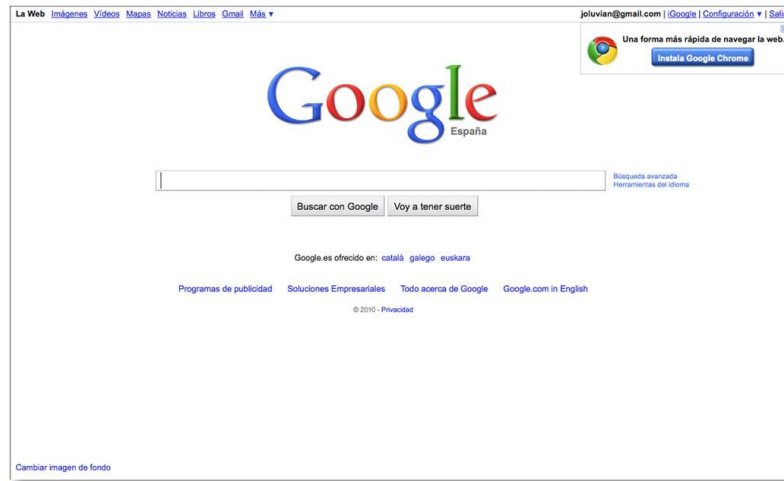 La Web Imágenes Vídeos Mapas Noticias Libros Gmail Más ▼
joluvian@gmail.com | iGoogle | Configuración ▼ |
Una forma más rápida de navegar la web.
Instala Google Chrome
Google
España
Búsqueda avanzada
Herramientas del idioma
Buscar con Google Voy a tener suerte
Google.es ofrecido en: català galego euskara
Programas de publicidad Soluciones Empresariales Todo acerca de Google Google.com in English
© 2010 - Privacidad
Cambiar imagen de fondo